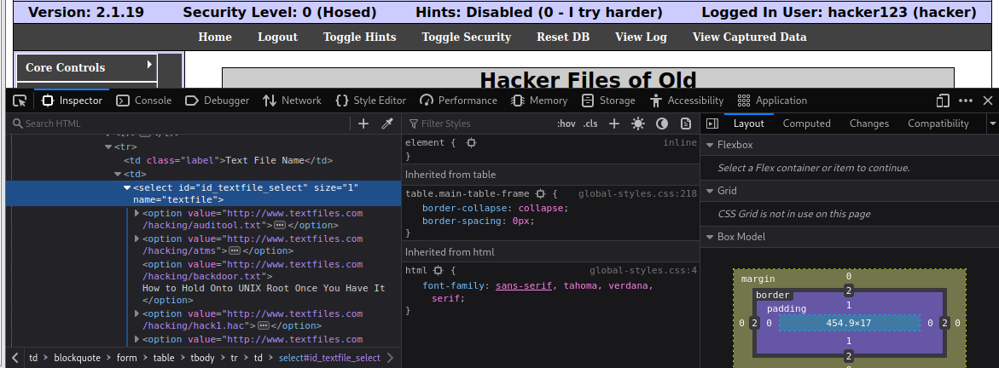 Version: 2.1.19 Security Level: 0 (Hosed) Hints: Disabled (0 - I try harder) Logged In User: hacker123 (hacker)
Home Logout Toggle Hints Toggle Security Reset DB View Log View Captured Data
Core Controls
Hacker Files of Old
Inspector Console Debugger Network Style Editor Performance Memory Storage Accessibility Application
Search HTML
<tr>
<td class="label">Text File Name</td>
<td>
<select id="id_textfile_select" size="1"
name="textfile">
<option value="http://www.textfiles.com
/hacking/auditool.txt"></option>
<option value="http://www.textfiles.com
/hacking/atms"></option>
<option value="http://www.textfiles.com
/hacking/backdoor.txt">
How to Hold Onto UNIX Root Once You Have It
</option>
<option value="http://www.textfiles.com
/hacking/hack1.hac"></option>
<option value="http://www.textfiles.com
td blockquote form table tbody tr td select#id_textfile_select
Filter Styles :hov .cls
element { inline
}
Inherited from table
table.main-table-frame { global-styles.css:218
border-collapse: collapse;
border-spacing: 0px;
}
Inherited from html
html { global-styles.css:4
font-family: sans-serif, tahoma, verdana,
serif;
}
Layout Computed Changes Compatibility
Flexbox
Select a Flex container or item to continue.
Grid
CSS Grid is not in use on this page
Box Model
margin 0
border 2
padding 1
0 2 0 454.9×17 0 2 0
1
2